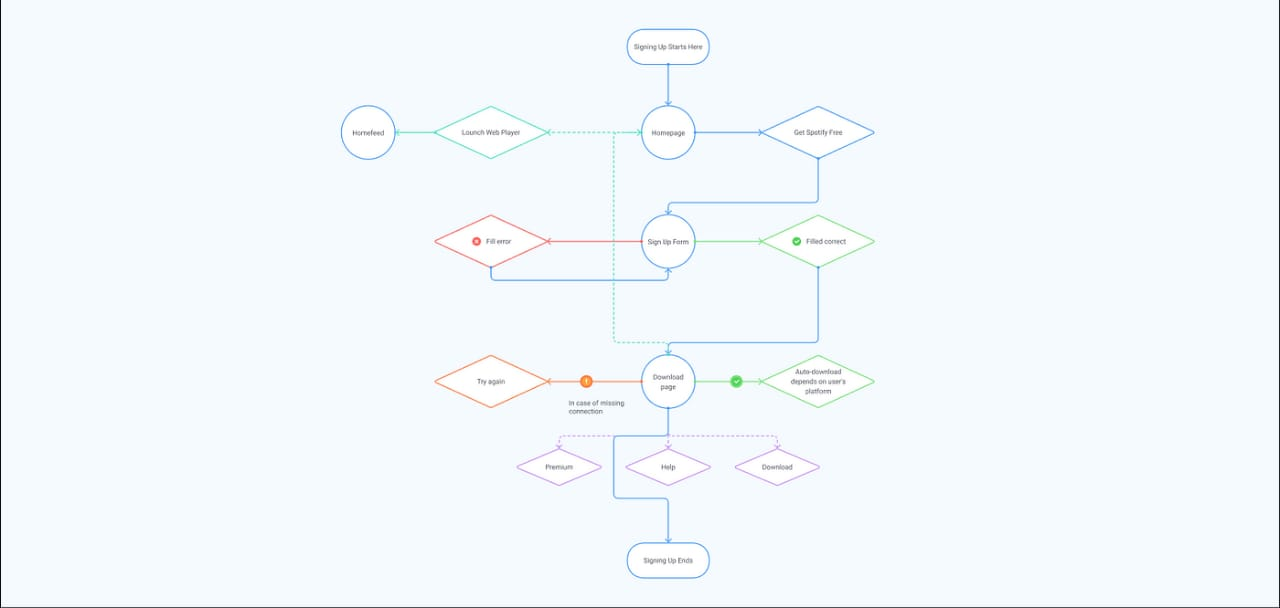 Signing Up Starts Here
Homefeed
Lounch Web Player
Homepage
Get Spotify Free
Fill error
Sign Up Form
Filled correct
Try again
In case of missing
connection
Download
page
Auto-download
depends on user's
platform
Premium
Help
Download
Signing Up Ends